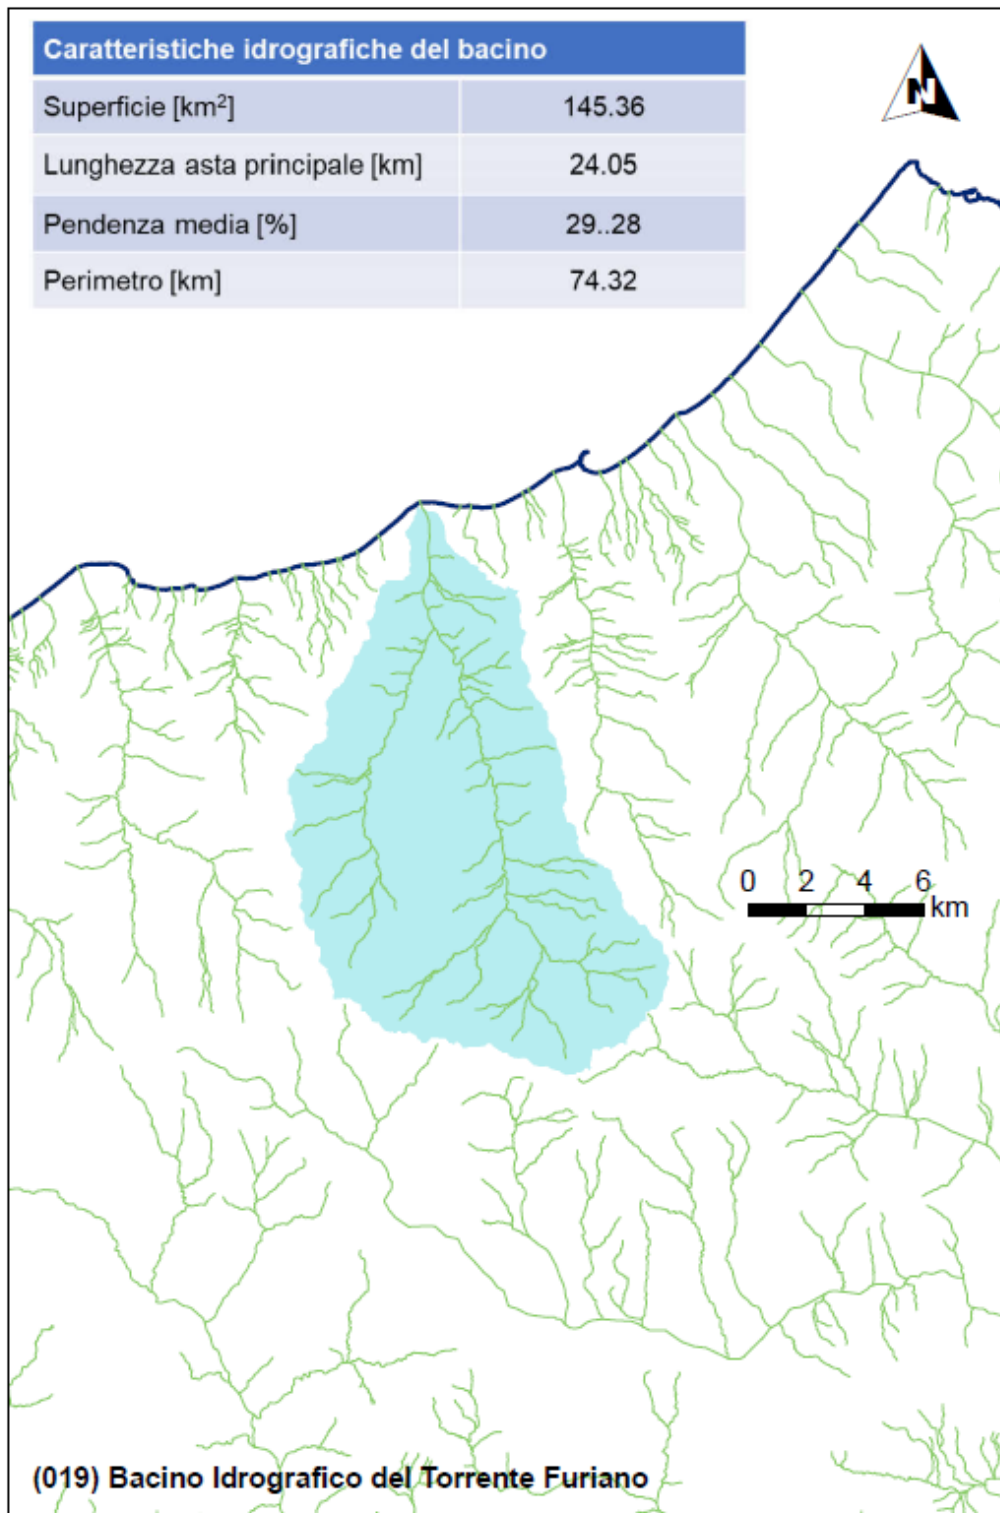 Caratteristiche idrografiche del bacino
Superficie [km²] 145.36
Lunghezza asta principale [km] 24.05
Pendenza media [%] 29..28
Perimetro [km] 74.32
N
0 2 4 6
km
(019) Bacino Idrografico del Torrente Furiano